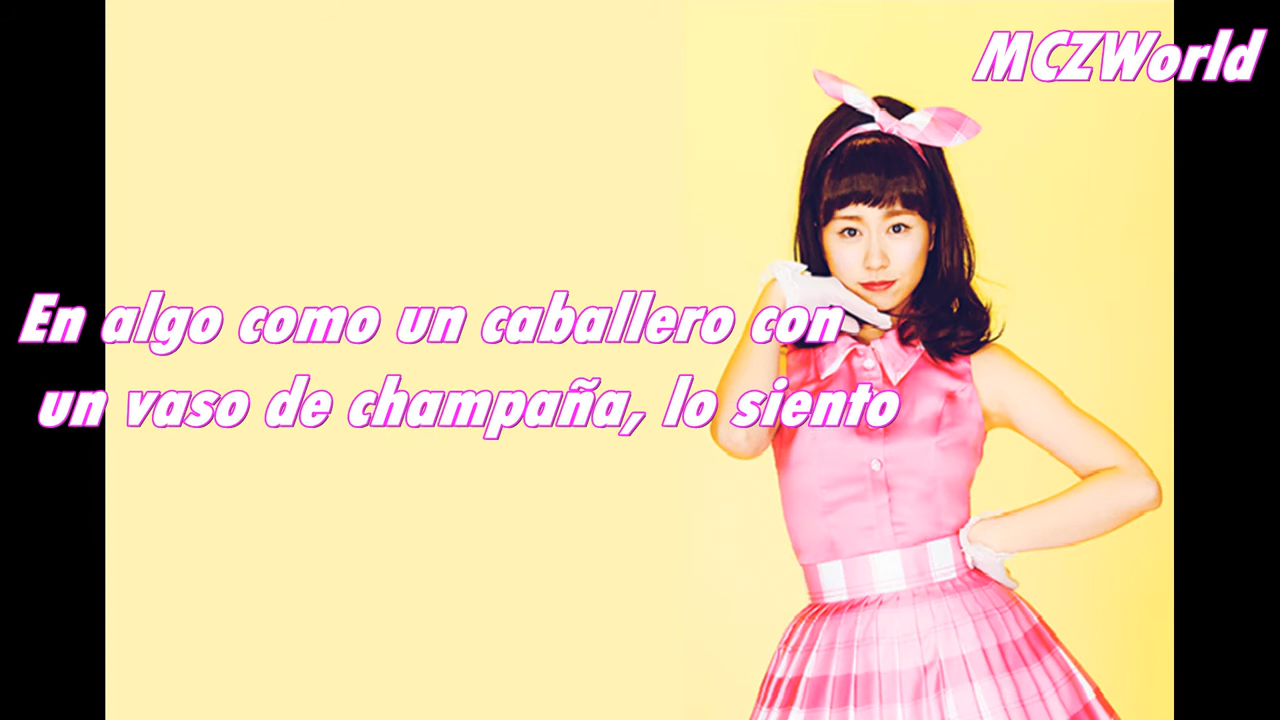 MCZWorld
En algo como un caballero con
un vaso de champaña, lo siento